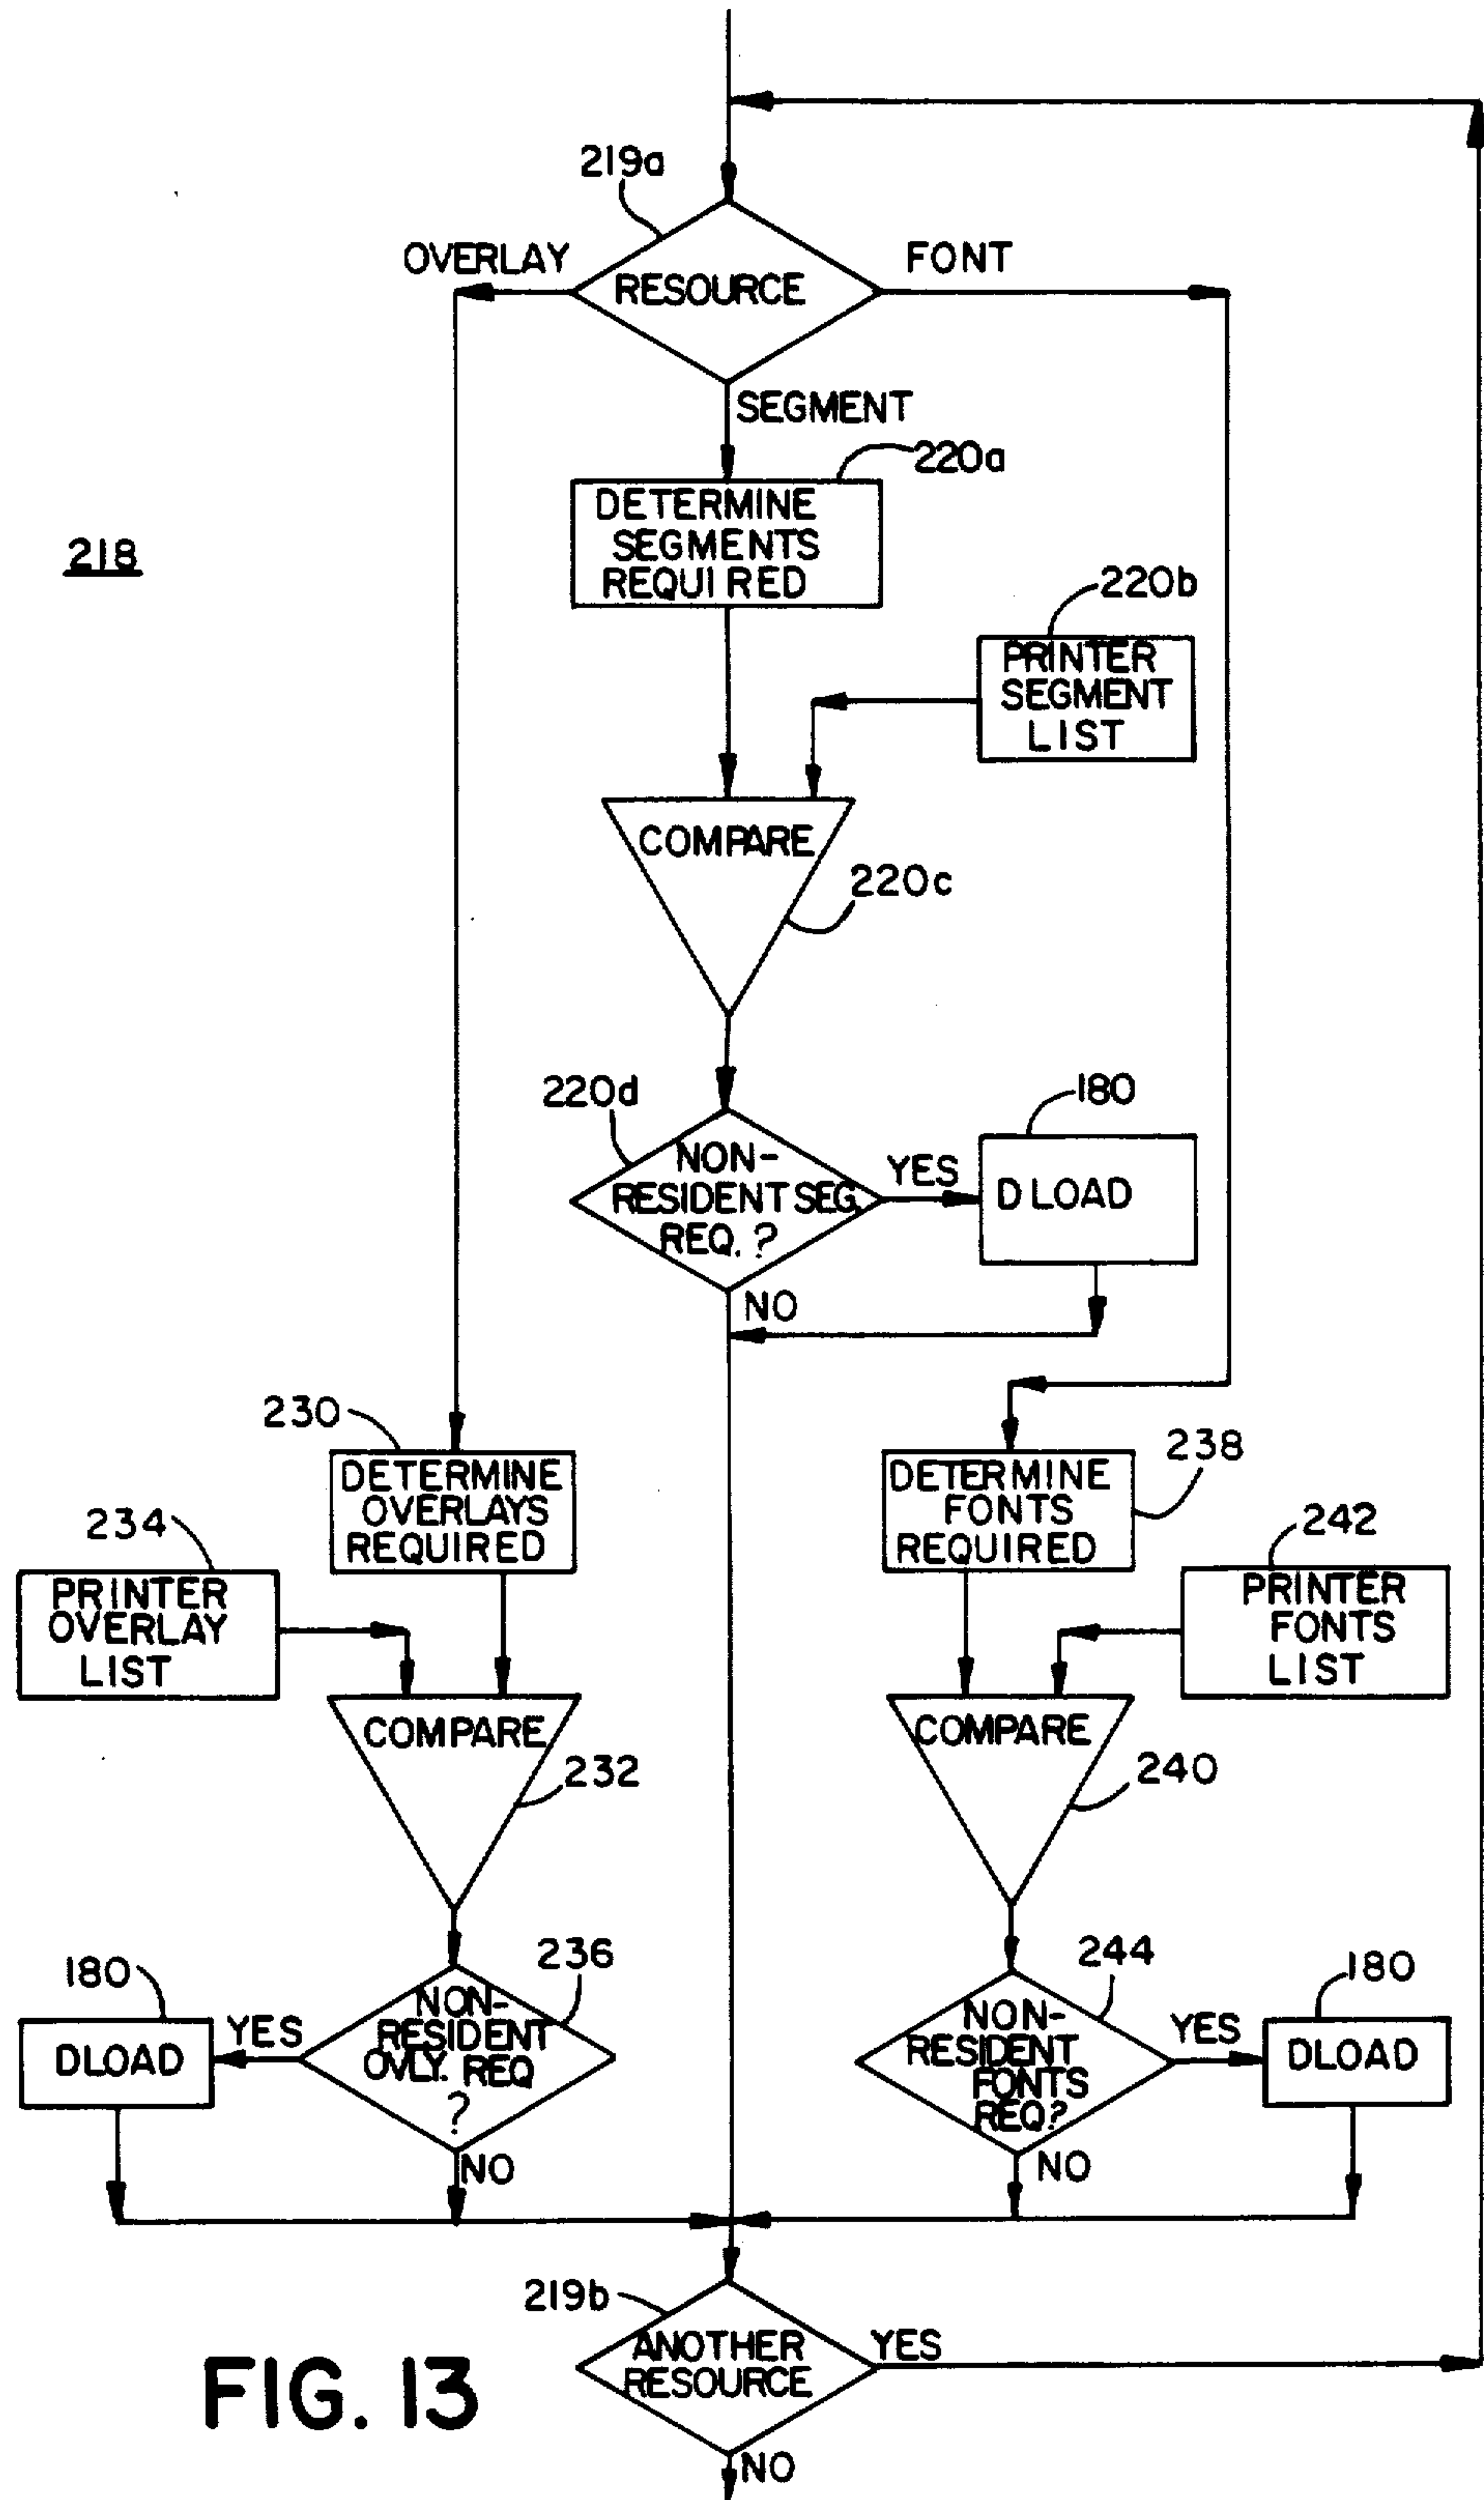 219a
OVERLAY
FONT
RESOURCE
SEGMENT
220a
DETERMINE
SEGMENTS
REQUIRED
218
220b
PRINTER
SEGMENT
LIST
COMPARE
220c
220d
180
NON-
RESIDENT SEG.
REQ. ?
YES
DLOAD
NO
230
DETERMINE
OVERLAYS
REQUIRED
DETERMINE
FONTS
REQUIRED
238
234
PRINTER
OVERLAY
LIST
242
PRINTER
FONTS
LIST
COMPARE
232
COMPARE
240
180
DLOAD
YES
236
NON-
RESIDENT
OVLY. REQ
?
NO
244
NON-
RESIDENT
FONTS
REQ?
YES
180
DLOAD
NO
219b
ANOTHER
RESOURCE
YES
NO
FIG. 13